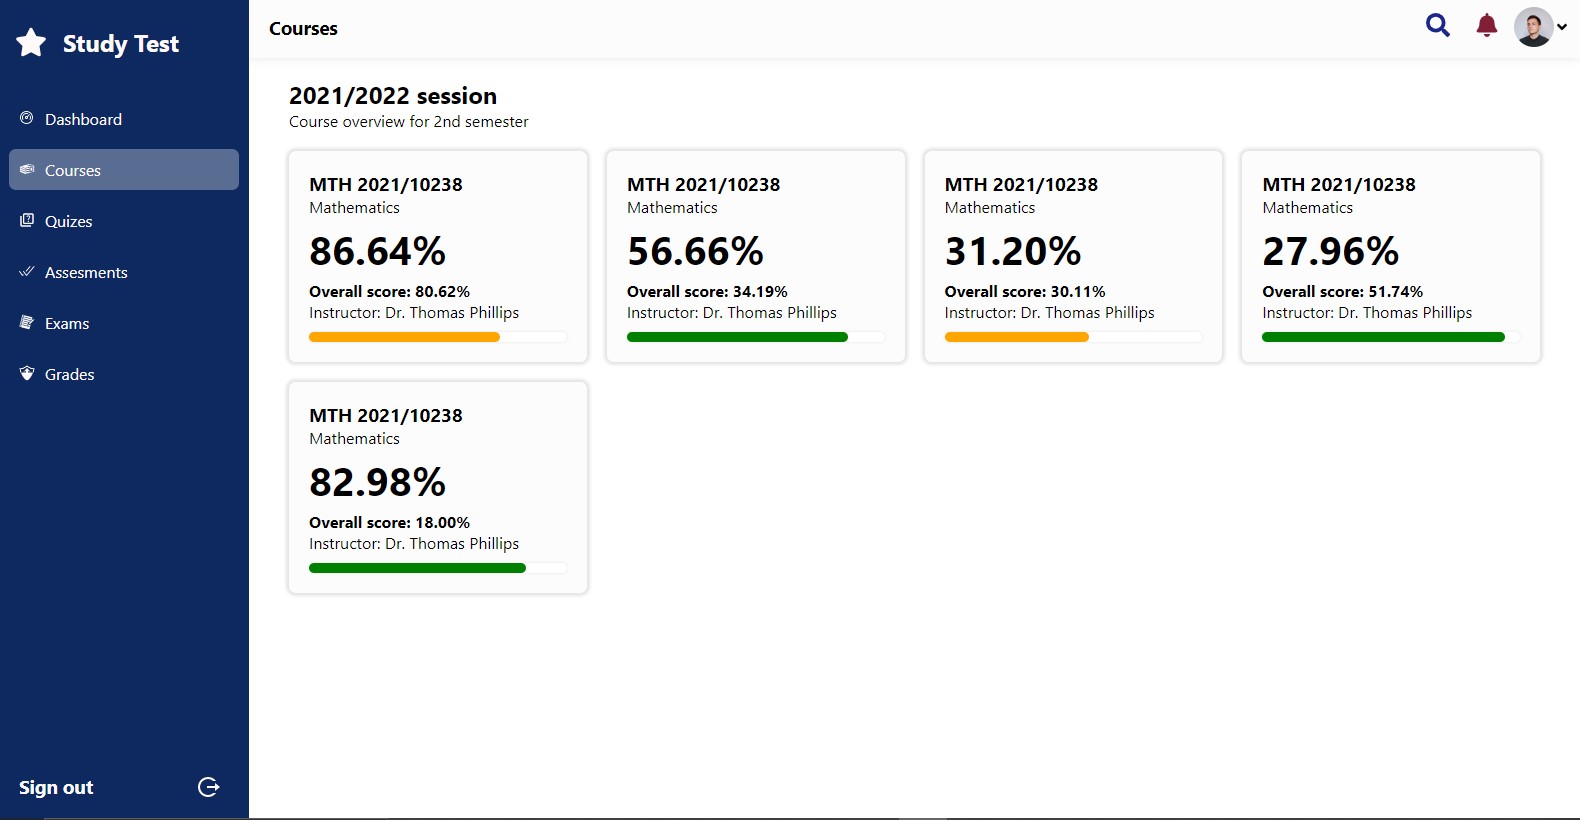 Study Test
Dashboard
Courses
Quizes
Assesments
Exams
Grades
Sign out
Courses
2021/2022 session
Course overview for 2nd semester
MTH 2021/10238
Mathematics
86.64%
Overall score: 80.62%
Instructor: Dr. Thomas Phillips
MTH 2021/10238
Mathematics
56.66%
Overall score: 34.19%
Instructor: Dr. Thomas Phillips
MTH 2021/10238
Mathematics
31.20%
Overall score: 30.11%
Instructor: Dr. Thomas Phillips
MTH 2021/10238
Mathematics
27.96%
Overall score: 51.74%
Instructor: Dr. Thomas Phillips
MTH 2021/10238
Mathematics
82.98%
Overall score: 18.00%
Instructor: Dr. Thomas Phillips